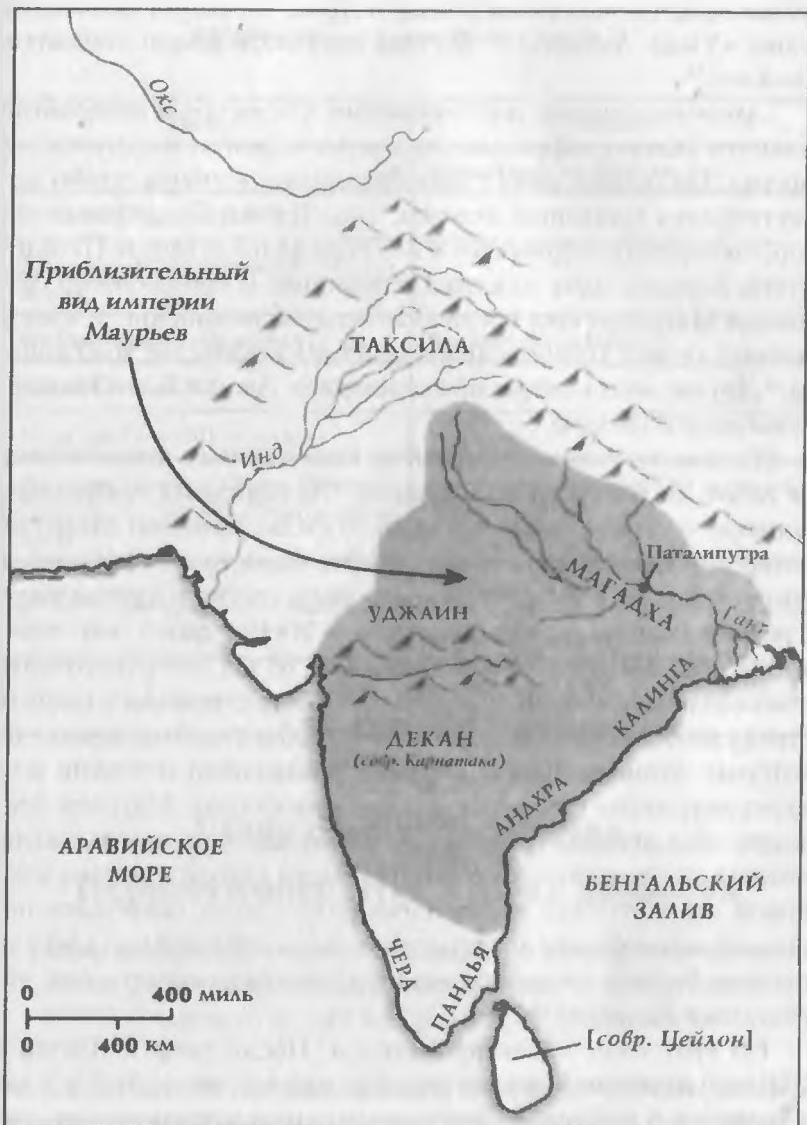 Окс
Приблизительный
вид империи
Маурьев
ТАКСИЛА
Инд
Паталипутра
МАГАДХА
Ганг
УДЖАИН
КАЛИНГА
ДЕКАН
(совр. Карнатака)
АНДХРА
АРАВИЙСКОЕ
МОРЕ
БЕНГАЛЬСКИЙ
ЗАЛИВ
ЧЕРА
ПАНДЬЯ
0 400 миль
0 400 км
[совр. Цейлон]